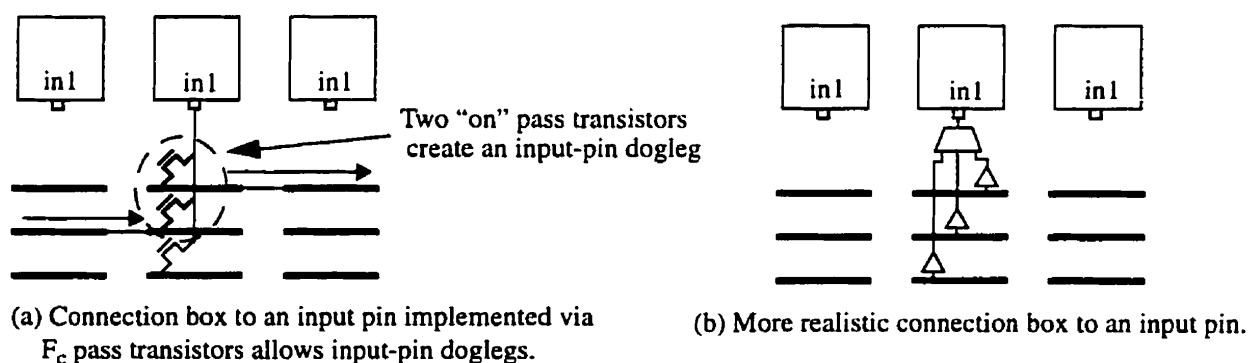 in1
in1
in1
in1
in1
in1
Two “on” pass transistors
create an input-pin dogleg
(a) Connection box to an input pin implemented via
Fc pass transistors allows input-pin doglegs.
(b) More realistic connection box to an input pin.